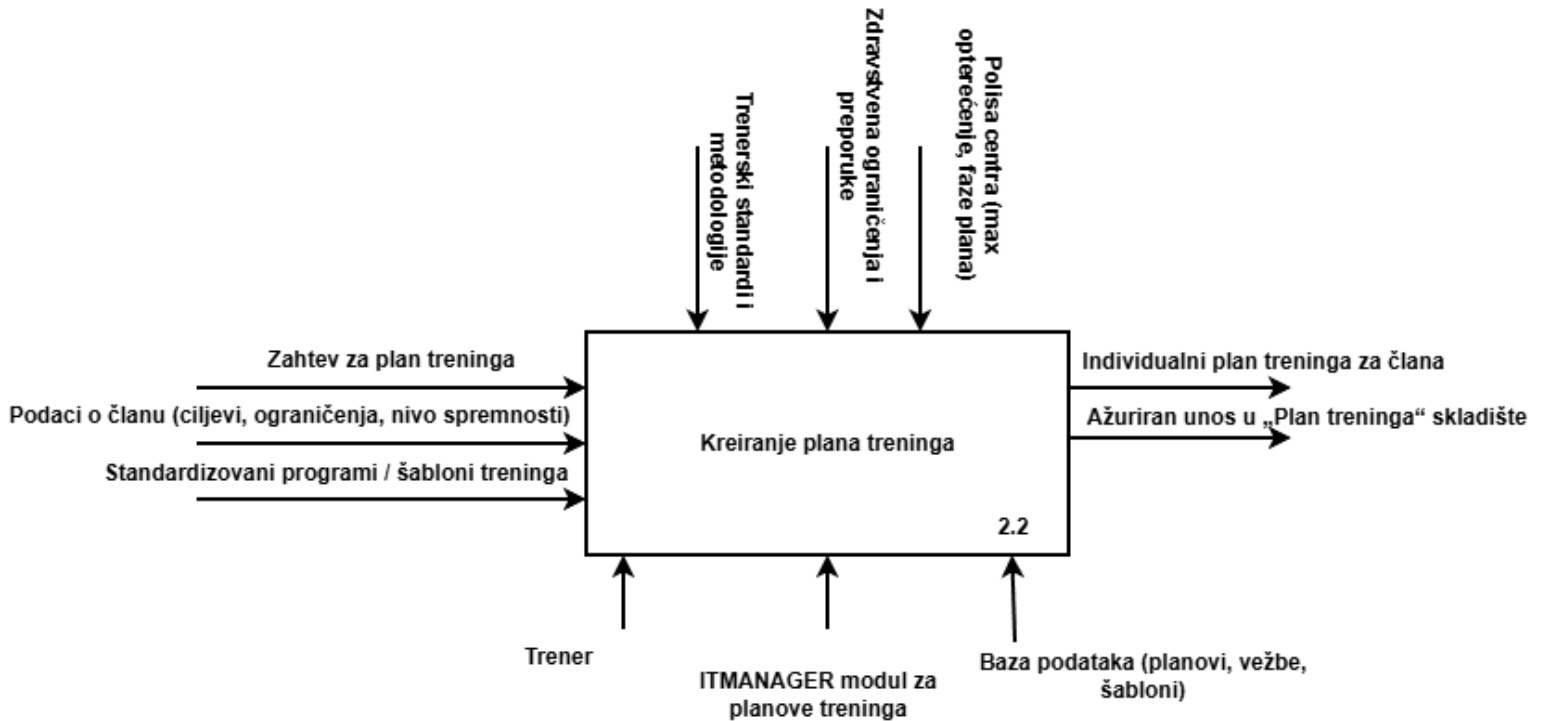 Trenerski standardi i
metodologije
Zdravstvena ograničenja i
preporuke
Polisa centra (max
opterećenje, faze plana)
Zahtev za plan treninga
Podaci o članu (ciljevi, ograničenja, nivo spremnosti)
Standardizovani programi / šabloni treninga
Kreiranje plana treninga
2.2
Individualni plan treninga za člana
Ažuriran unos u „Plan treninga“ skladište
Trener
ITMANAGER modul za
planove treninga
Baza podataka (planovi, vežbe,
šabloni)